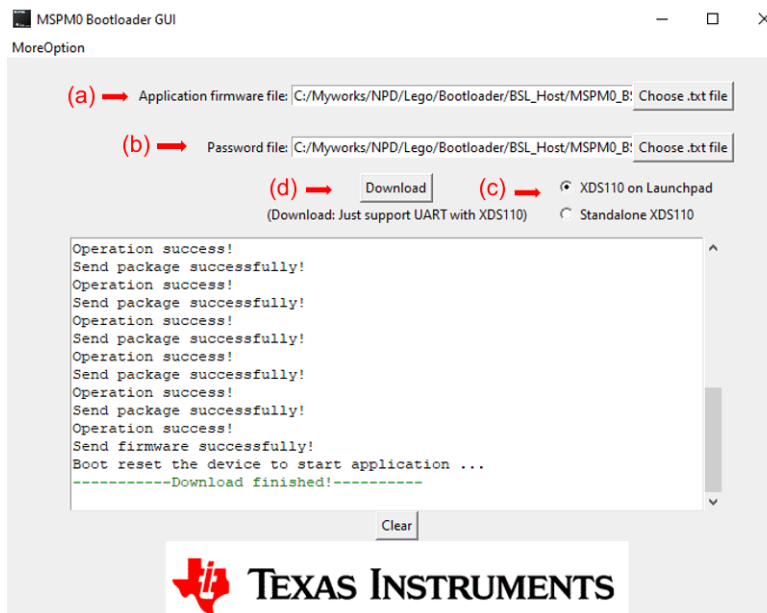 MSPM0 Bootloader GUI
MoreOption
(a) Application firmware file: C:/Myworks/NPD/Lego/Bootloader/BSL_Host/MSPM0_B Choose .txt file
(b) Password file: C:/Myworks/NPD/Lego/Bootloader/BSL_Host/MSPM0_B Choose .txt file
(d) Download (c) XDS110 on Launchpad
(Download: Just support UART with XDS110) Standalone XDS110
Operation success!
Send package successfully!
Operation success!
Send package successfully!
Operation success!
Send package successfully!
Operation success!
Send package successfully!
Operation success!
Send package successfully!
Operation success!
Send firmware successfully!
Boot reset the device to start application ...
-----------Download finished!----------
Clear
TEXAS INSTRUMENTS